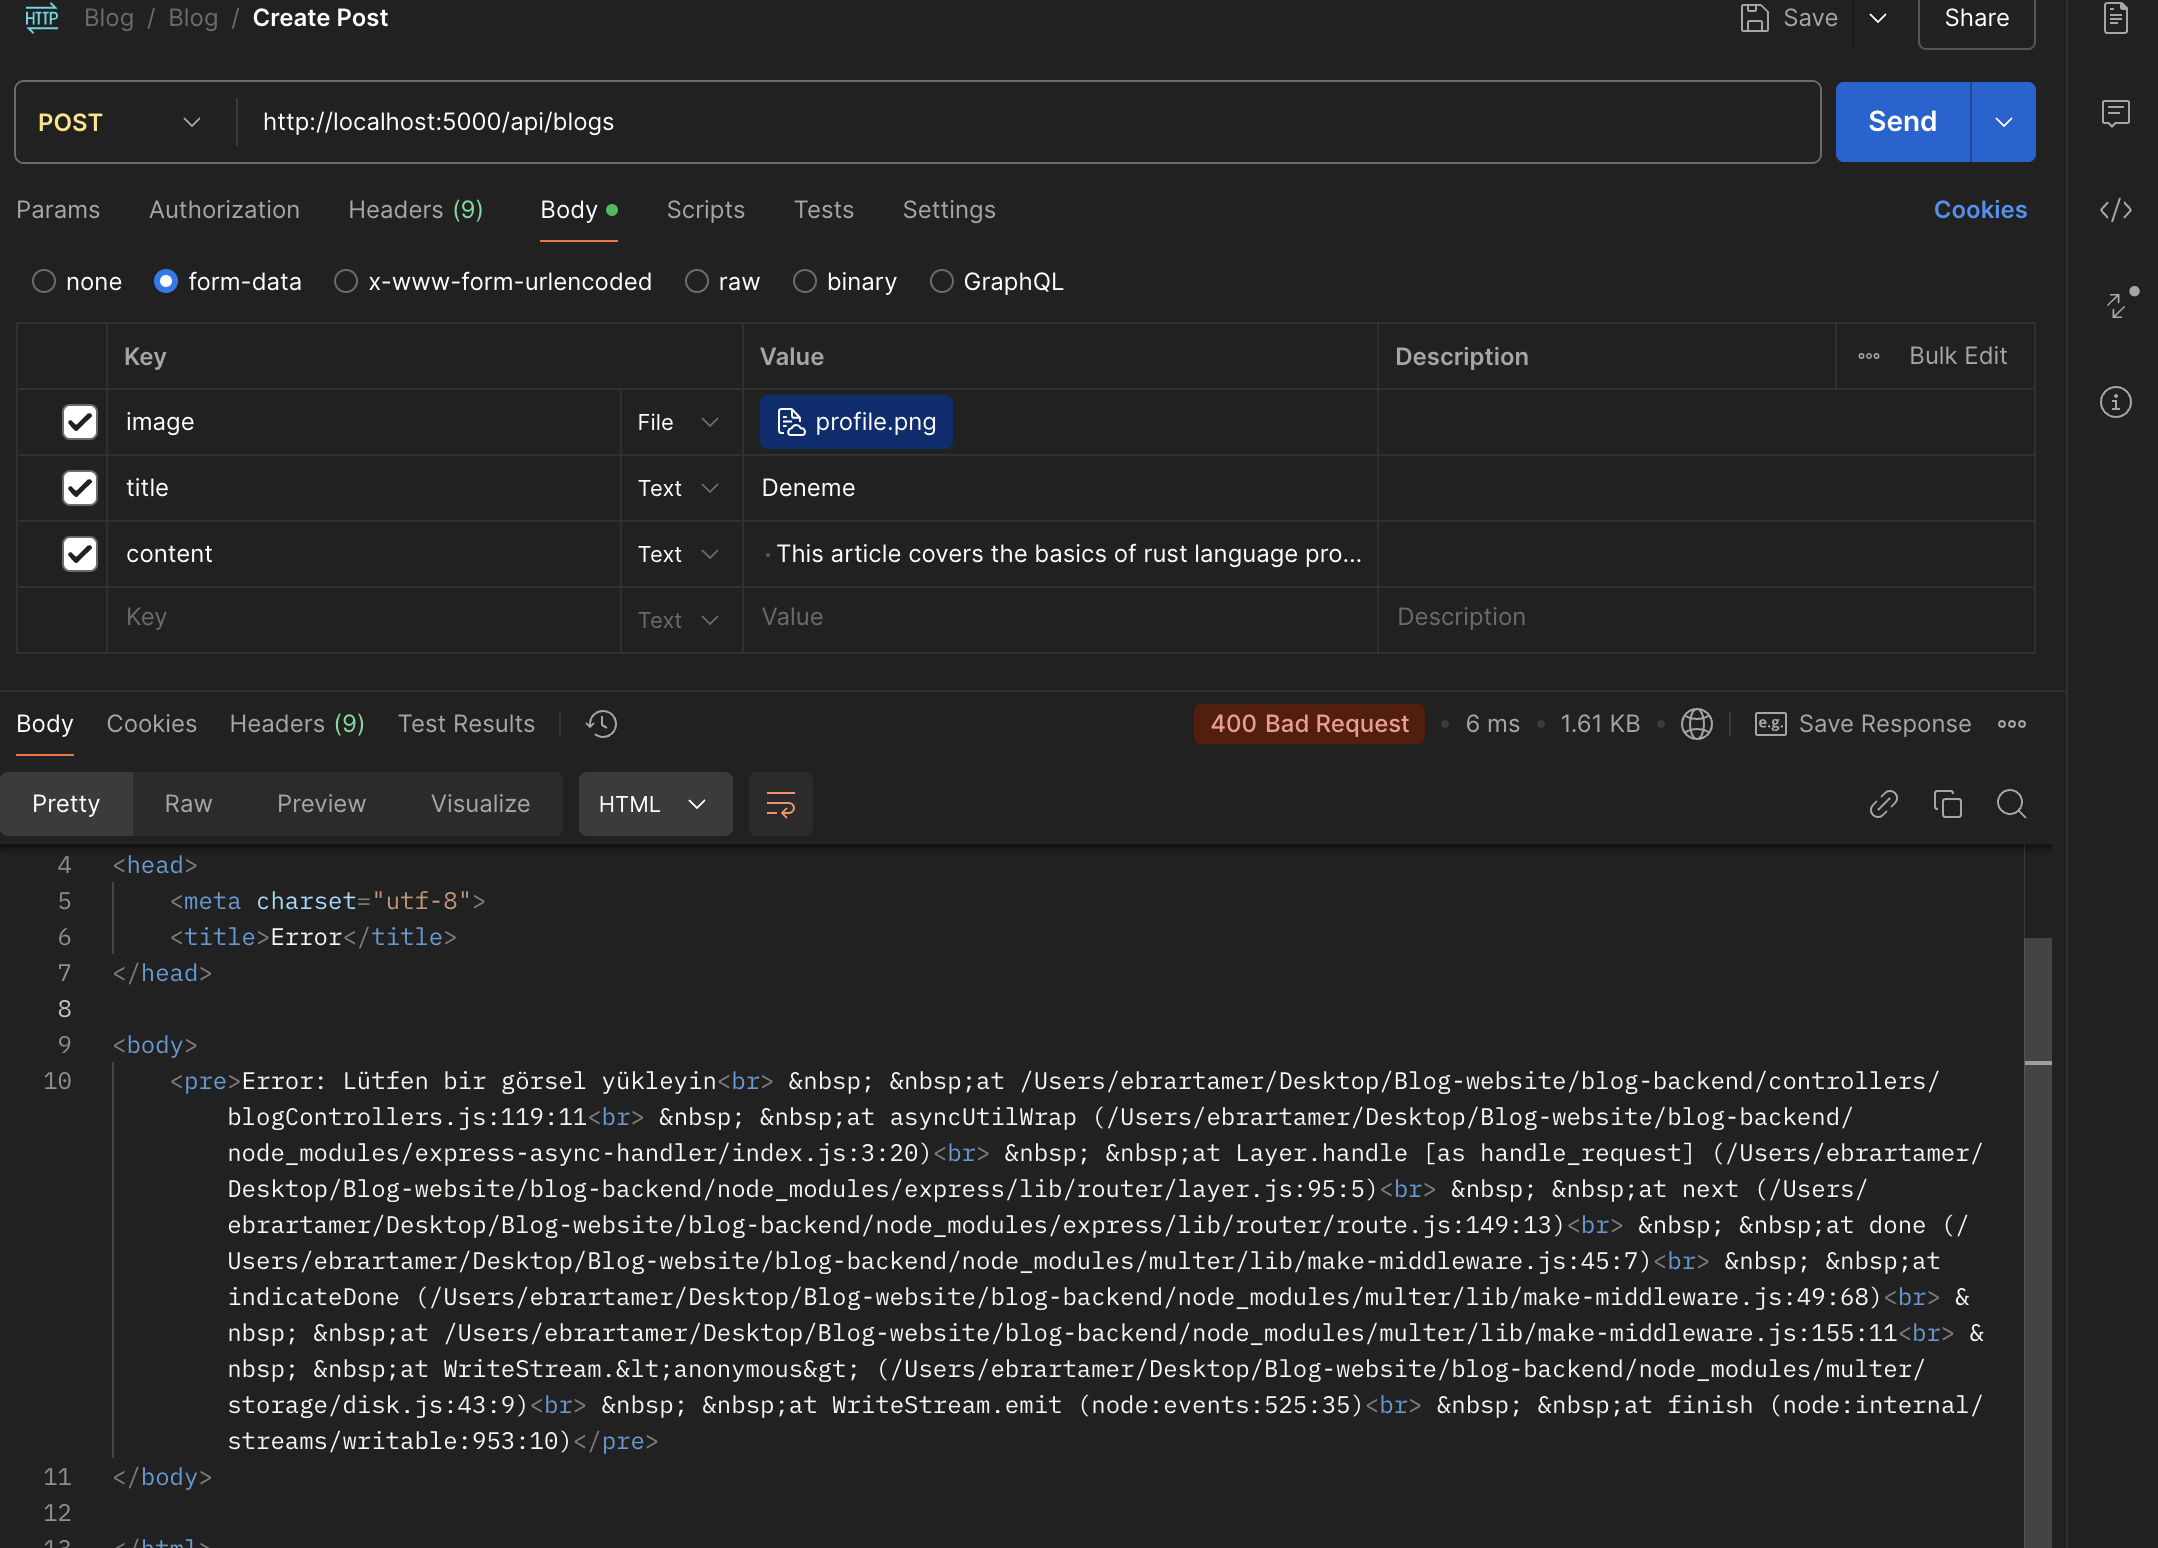 HTTP Blog / Blog / Create Post Save Share
POST http://localhost:5000/api/blogs Send
Params Authorization Headers (9) Body Scripts Tests Settings Cookies
none form-data x-www-form-urlencoded raw binary GraphQL
Key Value Description Bulk Edit
image File profile.png
title Text Deneme
content Text This article covers the basics of rust language pro...
Key Text Value Description
Body Cookies Headers (9) Test Results 400 Bad Request • 6 ms • 1.61 KB • e.g. Save Response
Pretty Raw Preview Visualize HTML
4 <head>
5 <meta charset="utf-8">
6 <title>Error</title>
7 </head>
8
9 <body>
10 <pre>Error: Lütfen bir görsel yükleyin<br> &nbsp; &nbsp;at /Users/ebrartamer/Desktop/Blog-website/blog-backend/controllers/
blogControllers.js:119:11<br> &nbsp; &nbsp;at asyncUtilWrap (/Users/ebrartamer/Desktop/Blog-website/blog-backend/
node_modules/express-async-handler/index.js:3:20)<br> &nbsp; &nbsp;at Layer.handle [as handle_request] (/Users/ebrartamer/
Desktop/Blog-website/blog-backend/node_modules/express/lib/router/layer.js:95:5)<br> &nbsp; &nbsp;at next (/Users/
ebrartamer/Desktop/Blog-website/blog-backend/node_modules/express/lib/router/route.js:149:13)<br> &nbsp; &nbsp;at done (/
Users/ebrartamer/Desktop/Blog-website/blog-backend/node_modules/multer/lib/make-middleware.js:45:7)<br> &nbsp; &nbsp;at
indicateDone (/Users/ebrartamer/Desktop/Blog-website/blog-backend/node_modules/multer/lib/make-middleware.js:49:68)<br> &
nbsp; &nbsp;at /Users/ebrartamer/Desktop/Blog-website/blog-backend/node_modules/multer/lib/make-middleware.js:155:11<br> &
nbsp; &nbsp;at WriteStream.&lt;anonymous&gt; (/Users/ebrartamer/Desktop/Blog-website/blog-backend/node_modules/multer/
storage/disk.js:43:9)<br> &nbsp; &nbsp;at WriteStream.emit (node:events:525:35)<br> &nbsp; &nbsp;at finish (node:internal/
streams/writable:953:10)</pre>
11 </body>
12
13 </html>